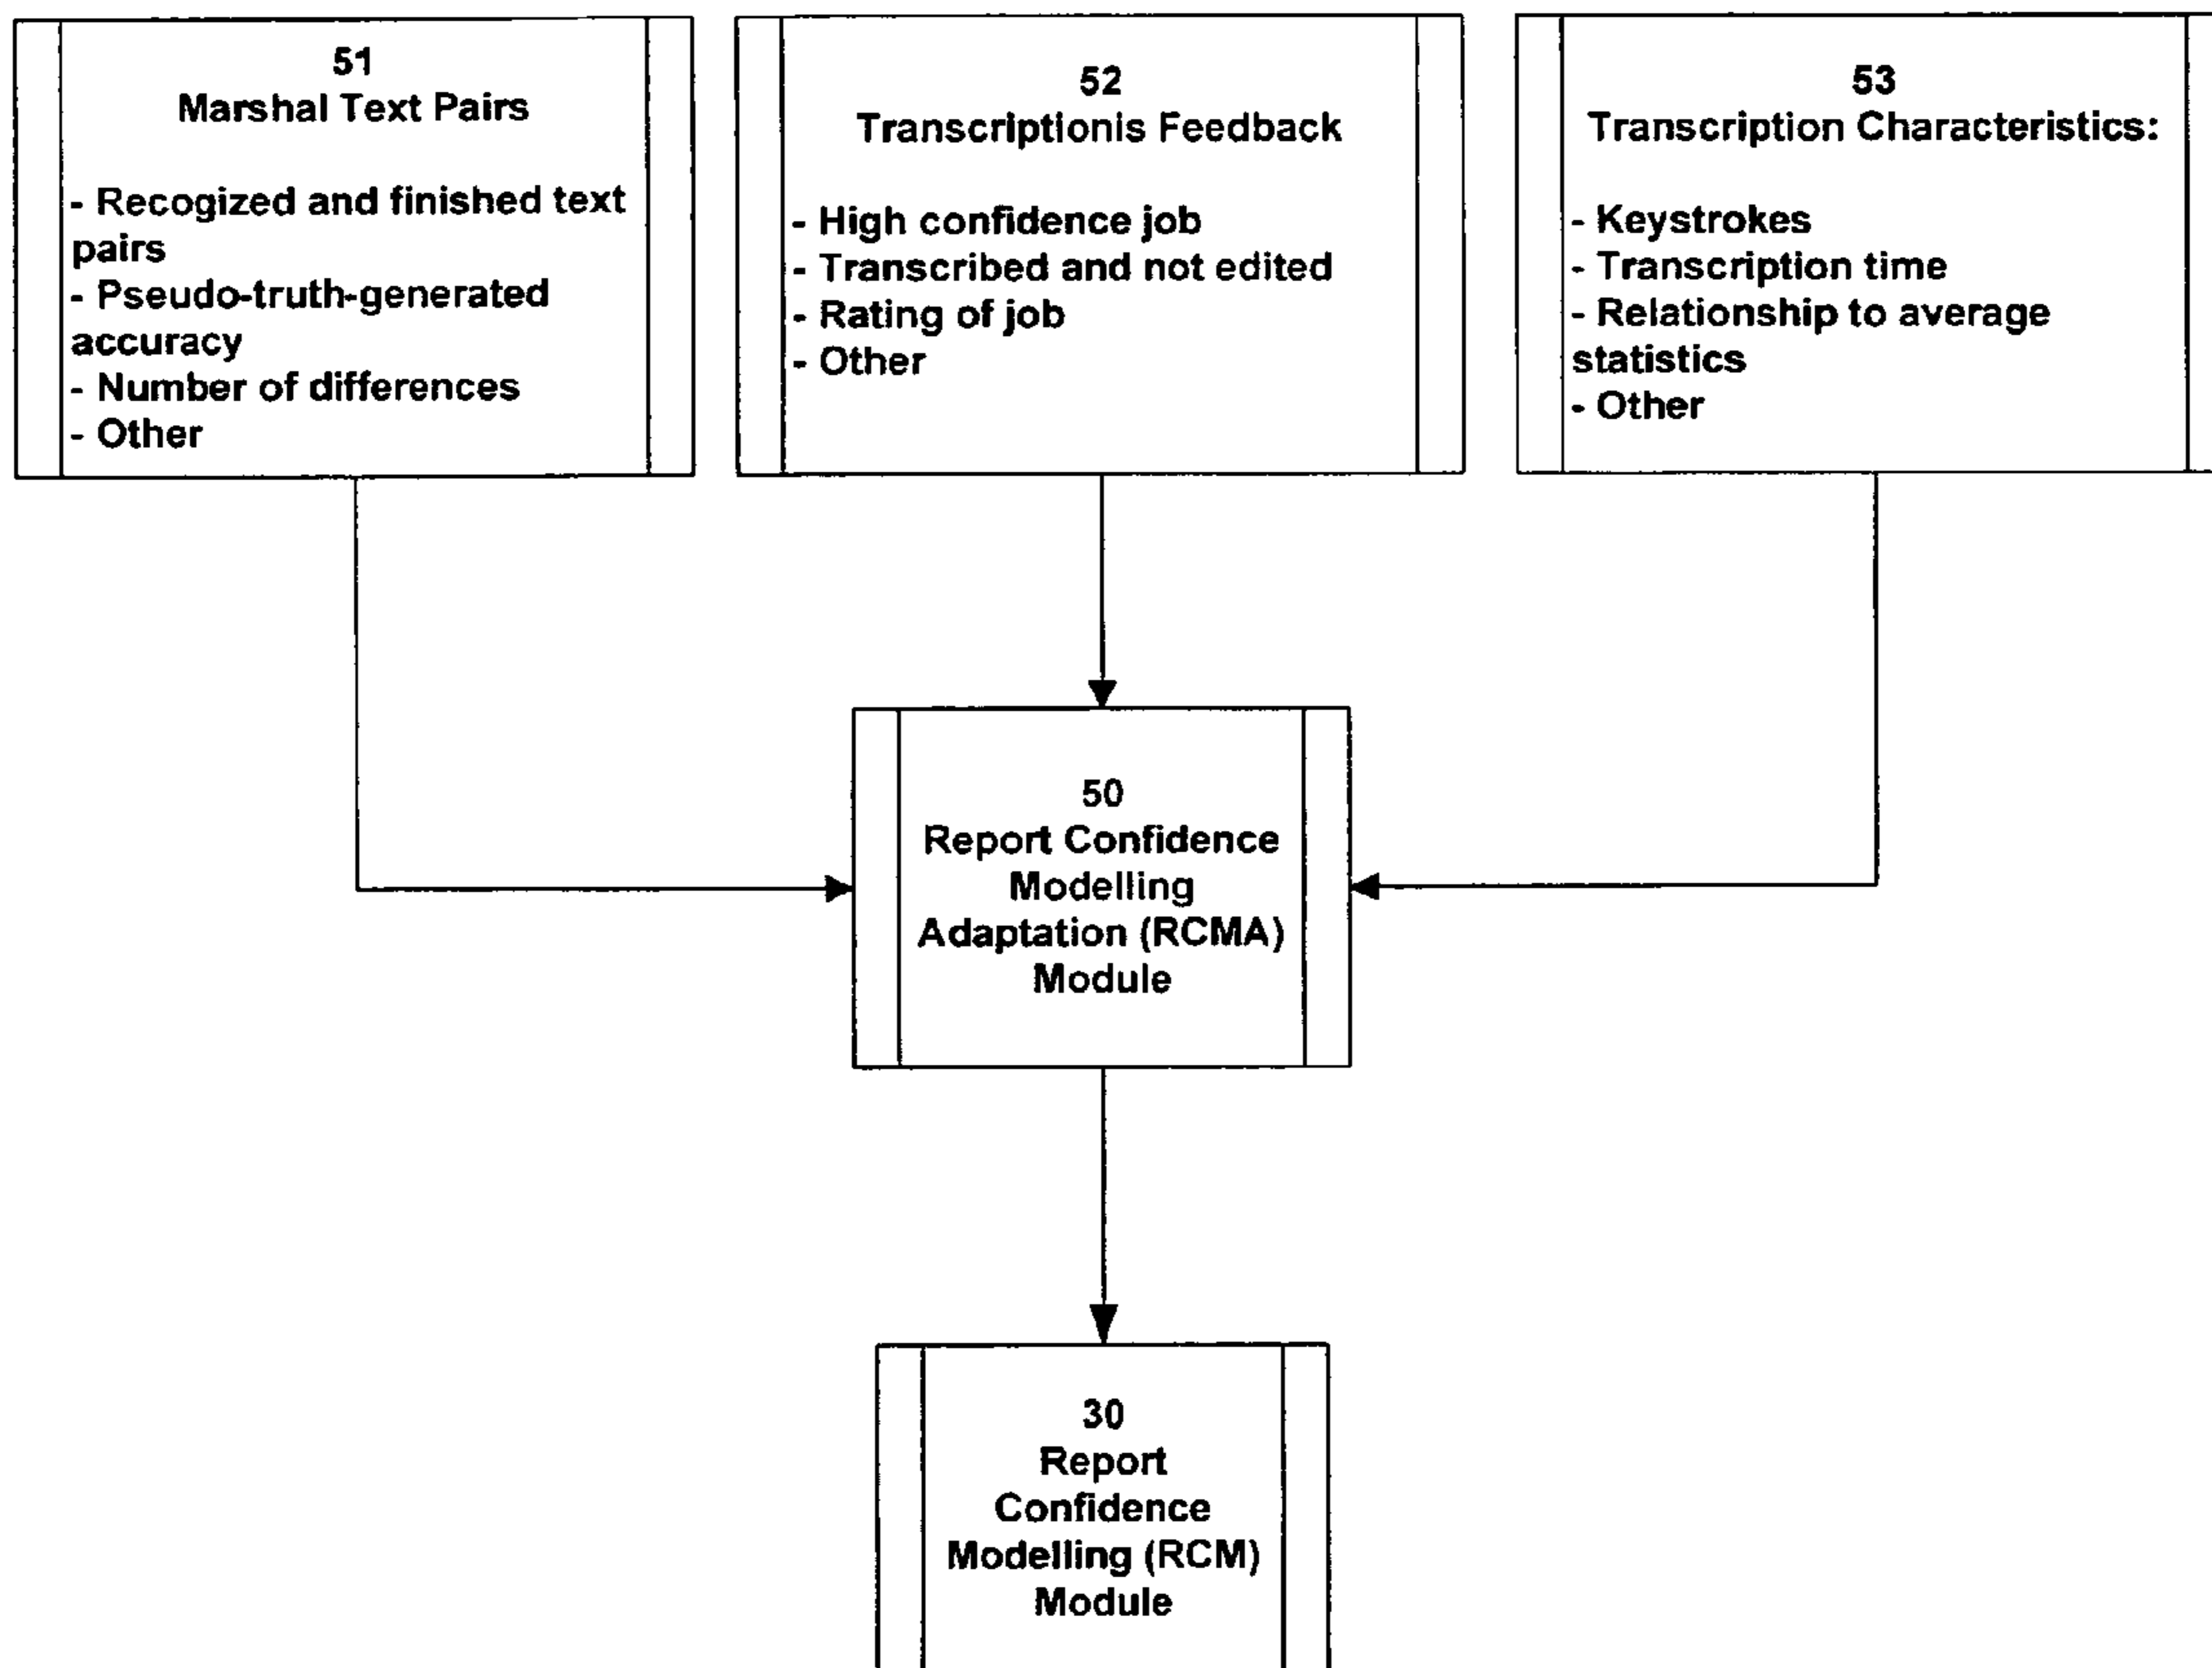 51
Marshal Text Pairs
- Recogized and finished text
pairs
- Pseudo-truth-generated
accuracy
- Number of differences
- Other
52
Transcriptionis Feedback
- High confidence job
- Transcribed and not edited
- Rating of job
- Other
53
Transcription Characteristics:
- Keystrokes
- Transcription time
- Relationship to average
statistics
- Other
50
Report Confidence
Modelling
Adaptation (RCMA)
Module
30
Report
Confidence
Modelling (RCM)
Module